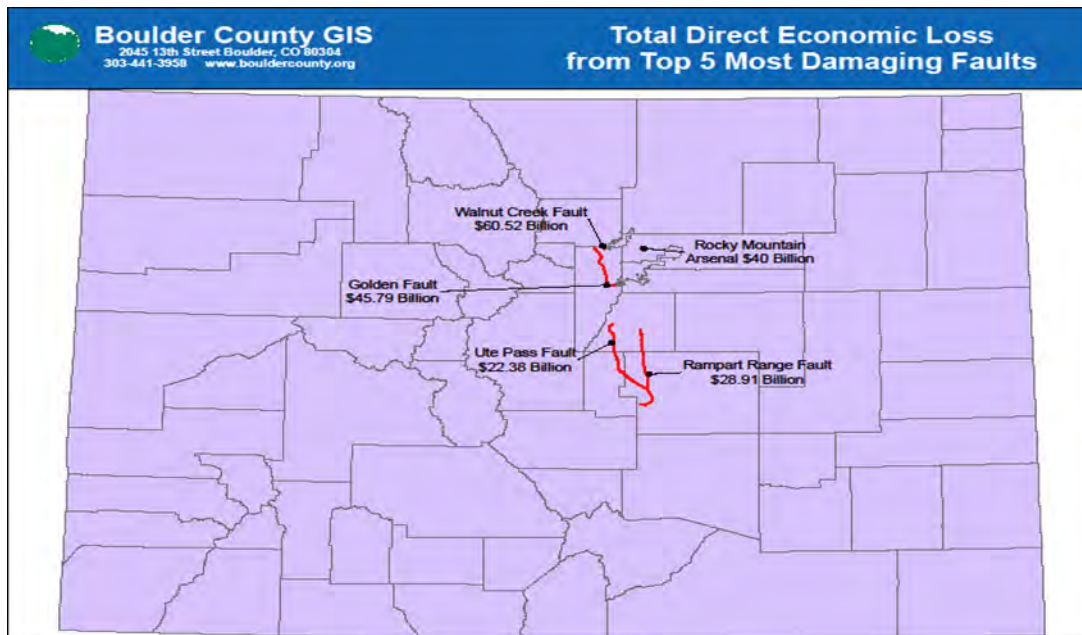 Boulder County GIS
2045 13th Street Boulder, CO 80304
303-441-3958 www.bouldercounty.org
Total Direct Economic Loss
from Top 5 Most Damaging Faults
Walnut Creek Fault
$60.52 Billion
Rocky Mountain
Arsenal $40 Billion
Golden Fault
$45.79 Billion
Ute Pass Fault
$22.38 Billion
Rampart Range Fault
$28.91 Billion